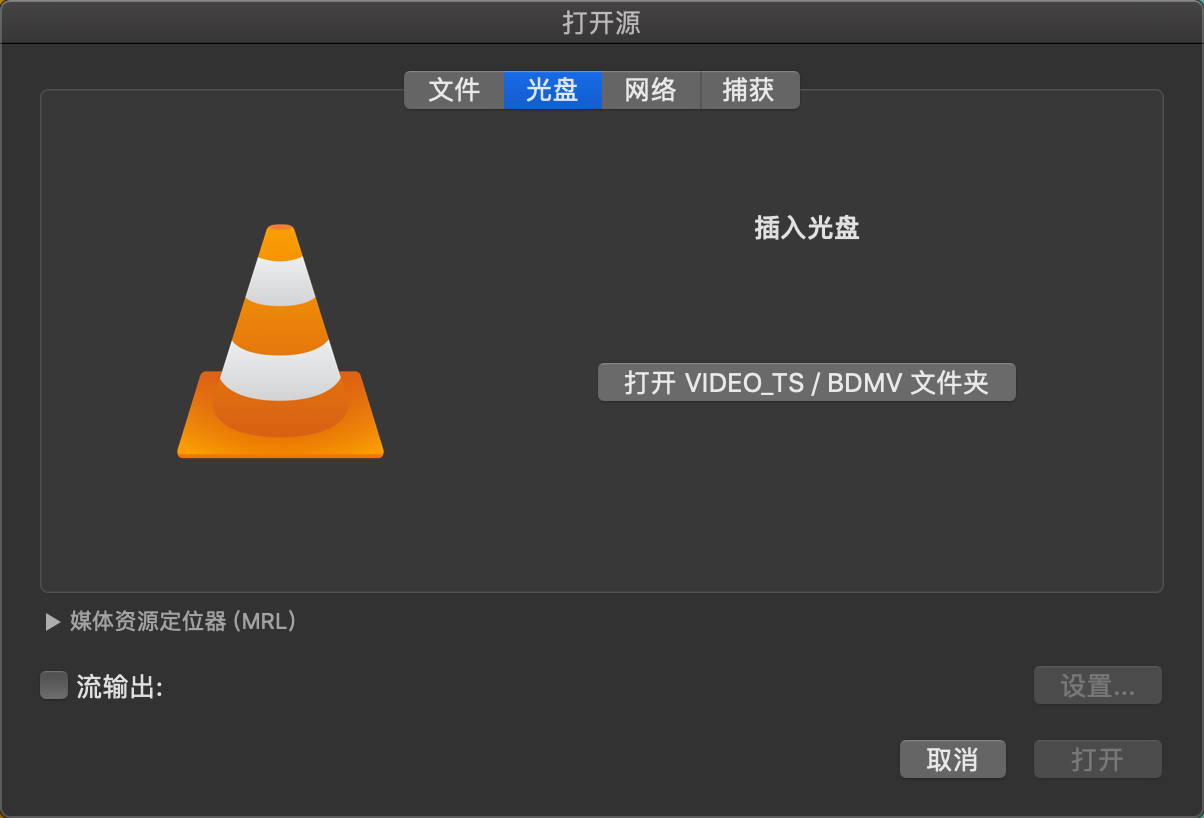 打开源
文件 光盘 网络 捕获
插入光盘
打开 VIDEO_TS / BDMV 文件夹
媒体资源定位器 (MRL)
流输出:
设置...
取消 打开